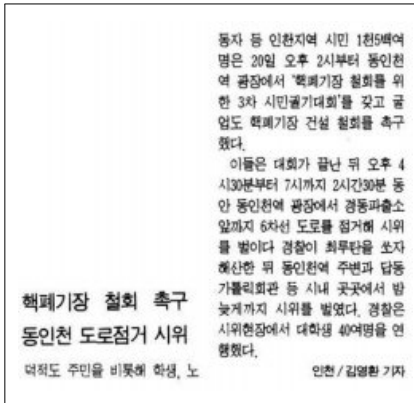 핵폐기장 철회 촉구
동인천 도로점거 시위
덕적도 주민을 비롯해 학생, 노
동자 등 인천지역 시민 1천5백여
명은 20일 오후 2시부터 동인천
역 광장에서 '핵폐기장 철회를 위
한 3차 시민궐기대회'를 갖고 굴
업도 핵폐기장 건설 철회를 촉구
했다.
이들은 대회가 끝난 뒤 오후 4
시30분부터 7시까지 2시간30분 동
안 동인천역 광장에서 경동파출소
앞까지 6차선 도로를 점거해 시위
를 벌이다 경찰이 최루탄을 쏘자
해산한 뒤 동인천역 주변과 답동
가톨릭회관 등 시내 곳곳에서 밤
늦게까지 시위를 벌였다. 경찰은
시위현장에서 대학생 40여명을 연
행했다.
인천/김영환 기자